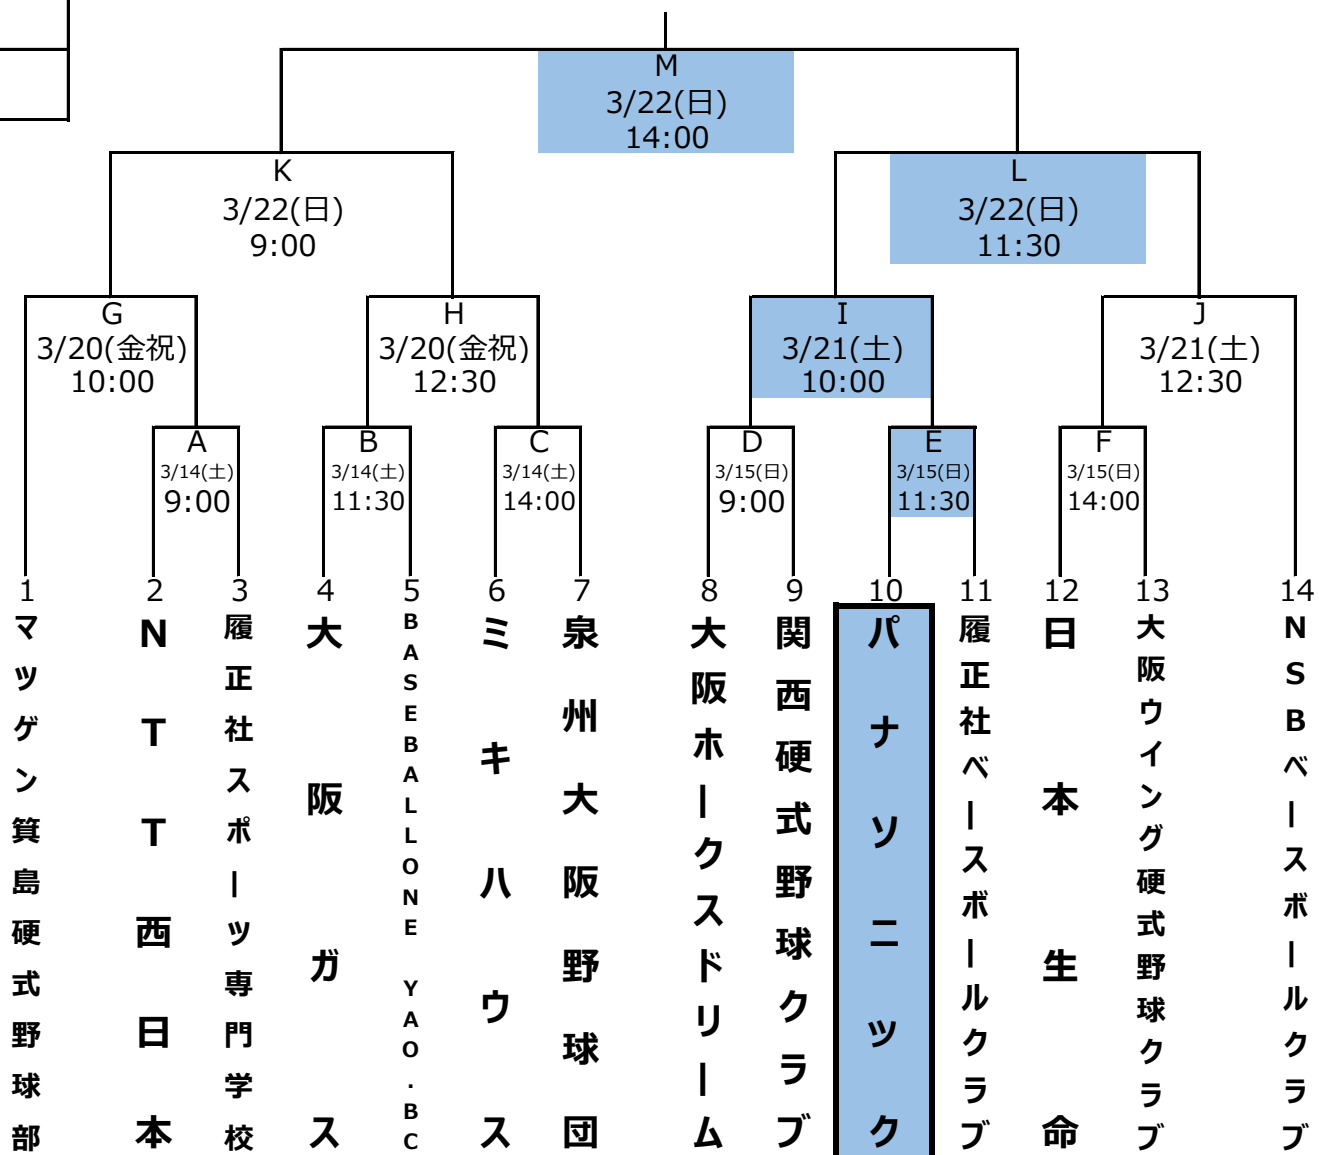 M
3/22(日)
14:00
K
3/22(日)
9:00
L
3/22(日)
11:30
G
3/20(金祝)
10:00
H
3/20(金祝)
12:30
I
3/21(土)
10:00
J
3/21(土)
12:30
A
3/14(土)
9:00
B
3/14(土)
11:30
C
3/14(土)
14:00
D
3/15(日)
9:00
E
3/15(日)
11:30
F
3/15(日)
14:00
1
マツゲン箕島硬式野球部
2
NTT西日本
3
履正社スポーツ専門学校
4
大阪ガス
5
BASEBALLONE YAO.BC
6
ミキハウス
7
泉州大阪野球団
8
大阪ホークスドリーム
9
関西硬式野球クラブ
10
パナソニック
11
履正社ベースボールクラブ
12
日本生命
13
大阪ウイング硬式野球クラブ
14
NSBベースボールクラブ